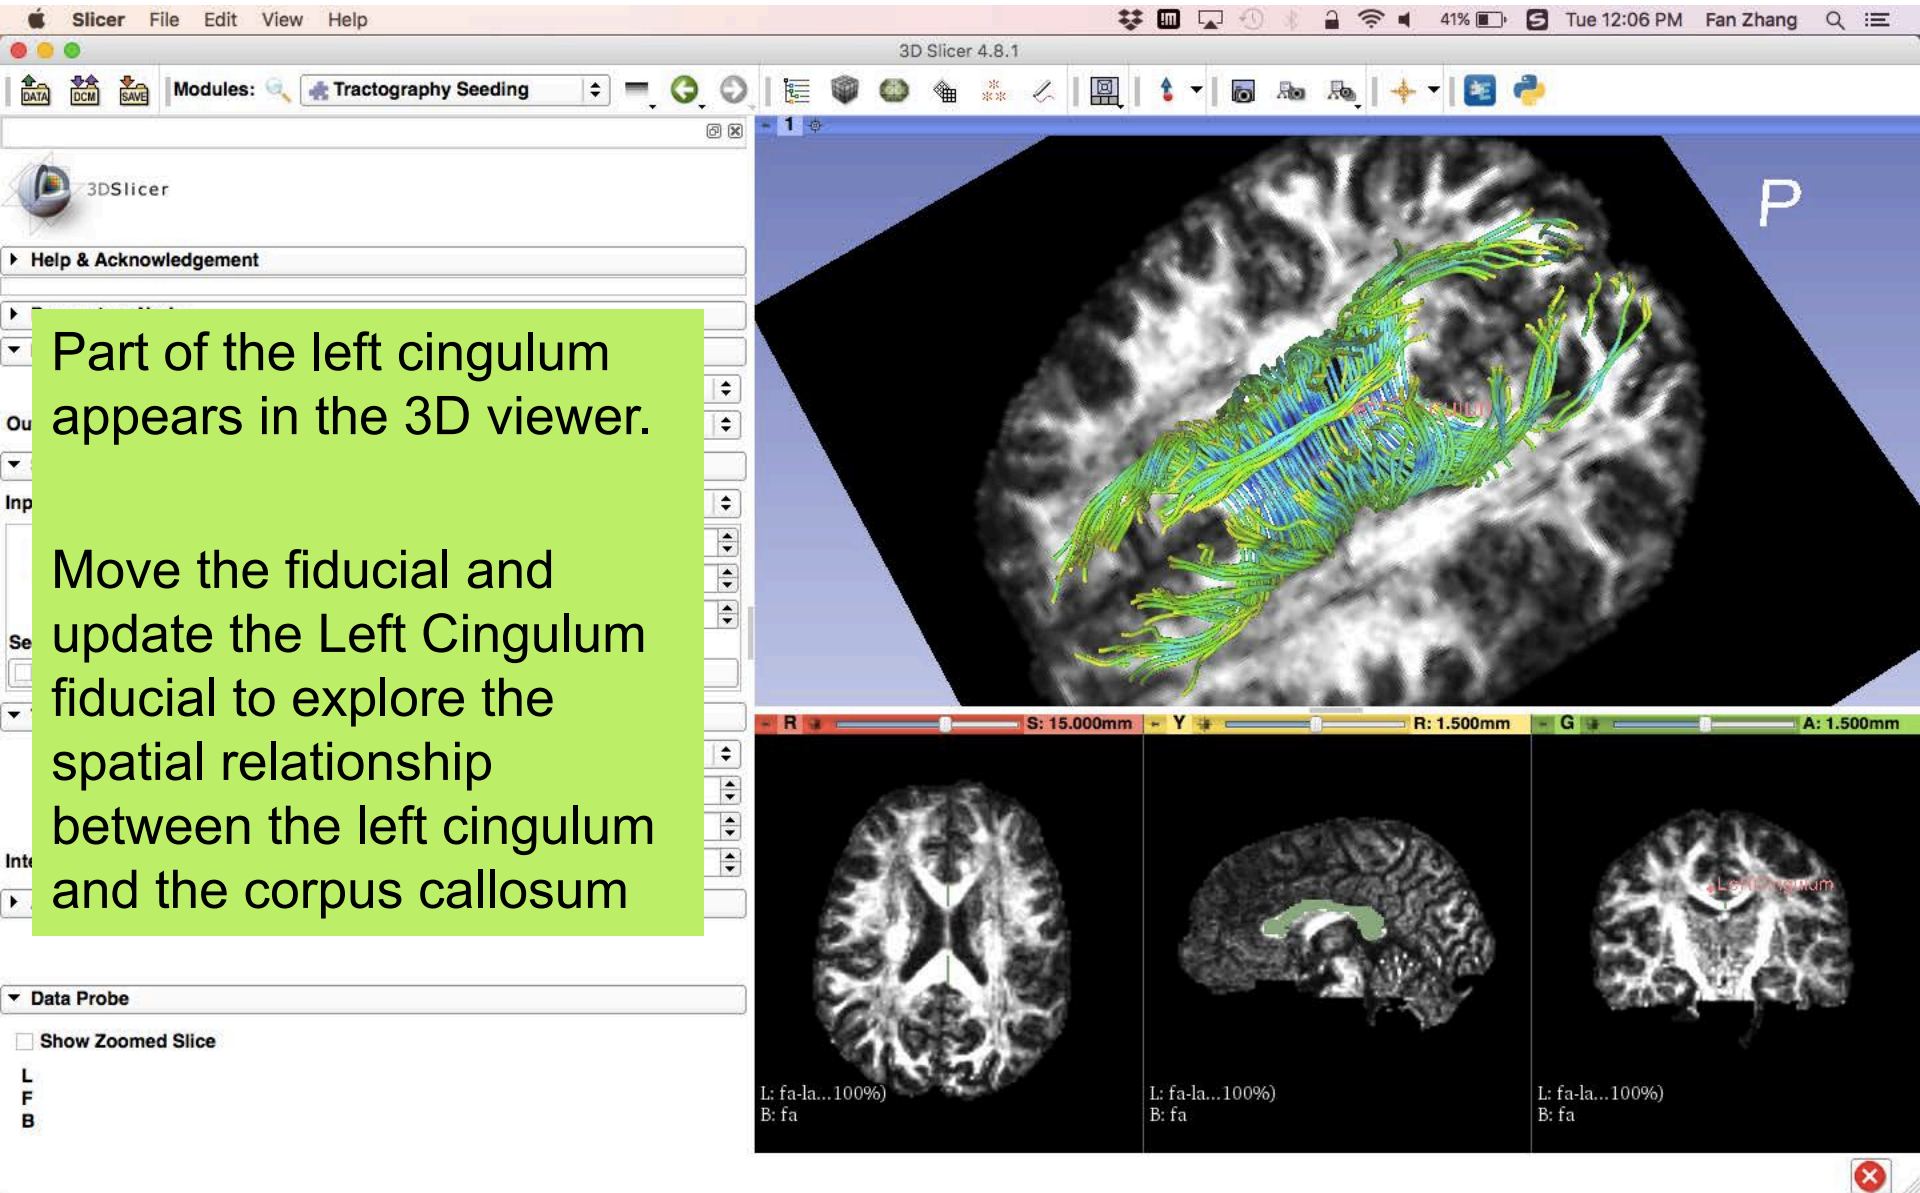 Slicer File Edit View Help
41% Tue 12:06 PM Fan Zhang
3D Slicer 4.8.1
DATA DCM SAVE Modules: Tractography Seeding
1
3DSlicer
Help & Acknowledgement
P
Part of the left cingulum
appears in the 3D viewer.
Move the fiducial and
update the Left Cingulum
fiducial to explore the
spatial relationship
between the left cingulum
and the corpus callosum
R S: 15.000mm
Y R: 1.500mm
G A: 1.500mm
Data Probe
Show Zoomed Slice
L
F
B
L: fa-la...100%)
B: fa
L: fa-la...100%)
B: fa
L: fa-la...100%)
B: fa